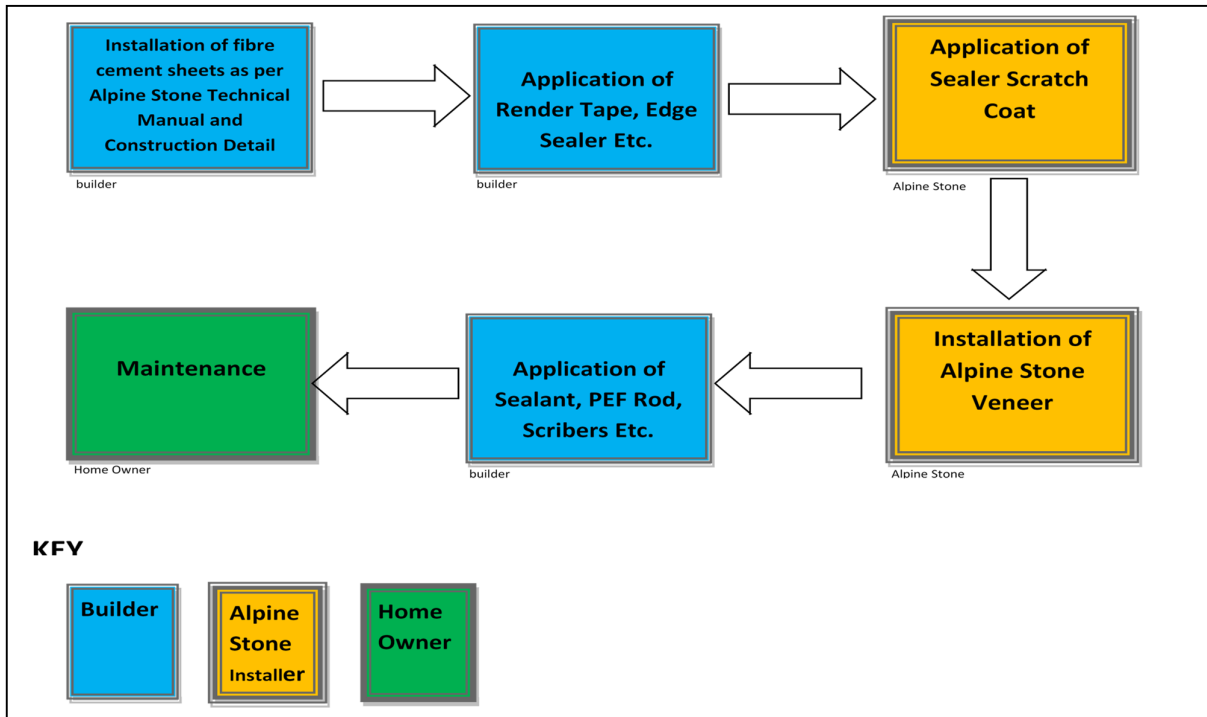 Installation of fibre
cement sheets as per
Alpine Stone Technical
Manual and
Construction Detail
builder
Application of
Render Tape, Edge
Sealer Etc.
builder
Application of
Sealer Scratch
Coat
Alpine Stone
Installation of
Alpine Stone
Veneer
Alpine Stone
Application of
Sealant, PEF Rod,
Scribers Etc.
builder
Maintenance
Home Owner
KEY
Builder
Alpine
Stone
Installer
Home
Owner